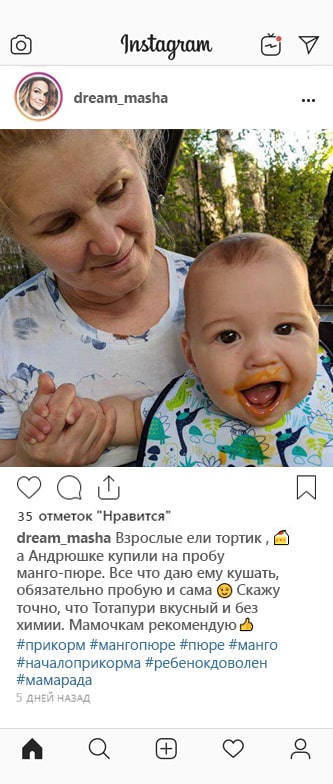 Instagram
dream_masha
35 отметок "Нравится"
dream_masha Взрослые ели тортик , 🍰
а Андрюшке купили на пробу
манго-пюре. Все что даю ему кушать,
обязательно пробую и сама 😉 Скажу
точно, что Тотапури вкусный и без
химии. Мамочкам рекомендую👍
#прикорм #мангопюре #пюре #манго
#началоприкорма #ребенокдоволен
#мамарада
5 ДНЕЙ НАЗАД